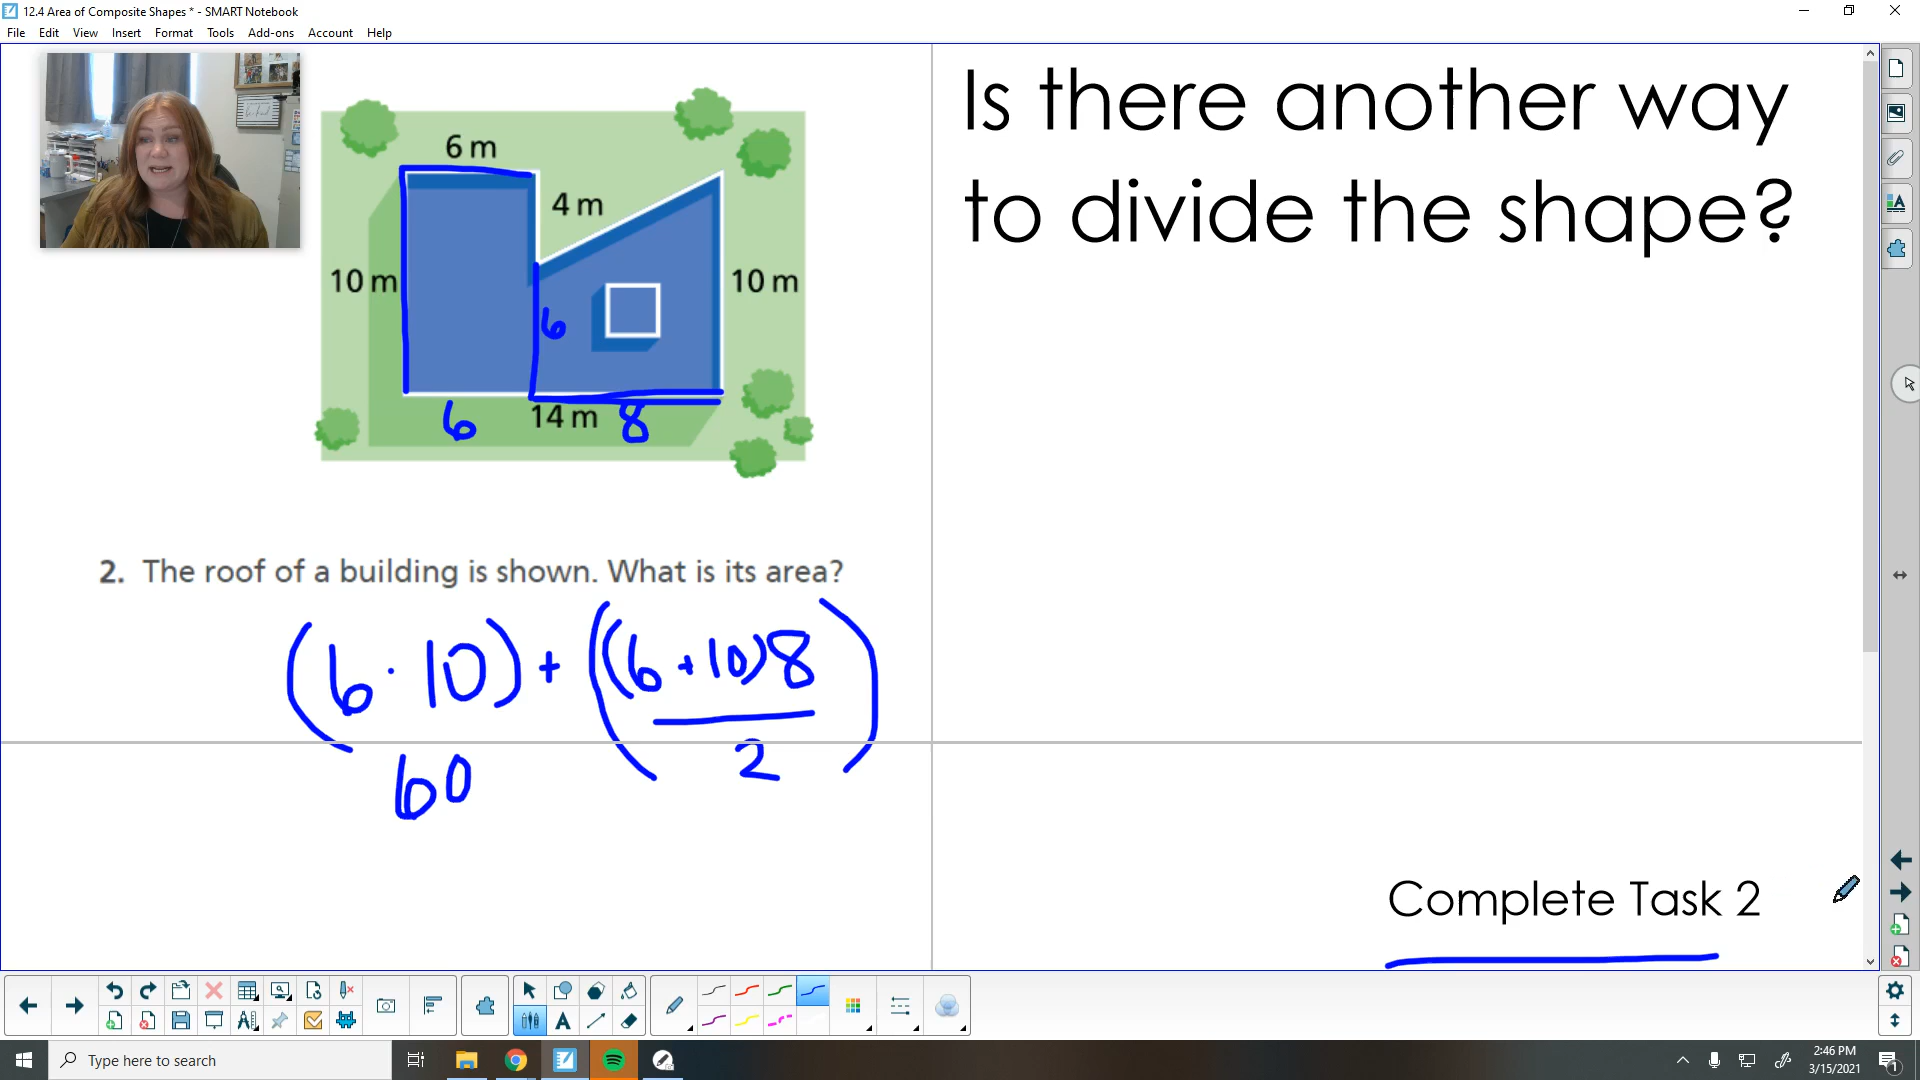 12.4 Area of Composite Shapes * - SMART Notebook
File Edit View Insert Format Tools Add-ons Account Help
6 m
4 m
10 m
10 m
6
6
14 m
8
2. The roof of a building is shown. What is its area?
(6 · 10) + ((6 + 10)8
2)
60
Is there another way
to divide the shape?
Complete Task 2
Type here to search
2:46 PM
3/15/2021
1